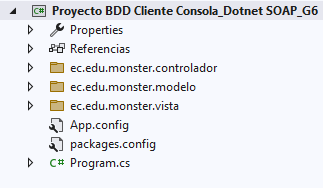 C# Proyecto BDD Cliente Consola_Dotnet SOAP_G6
Properties
Referencias
ec.edu.monster.controlador
ec.edu.monster.modelo
ec.edu.monster.vista
App.config
packages.config
C# Program.cs